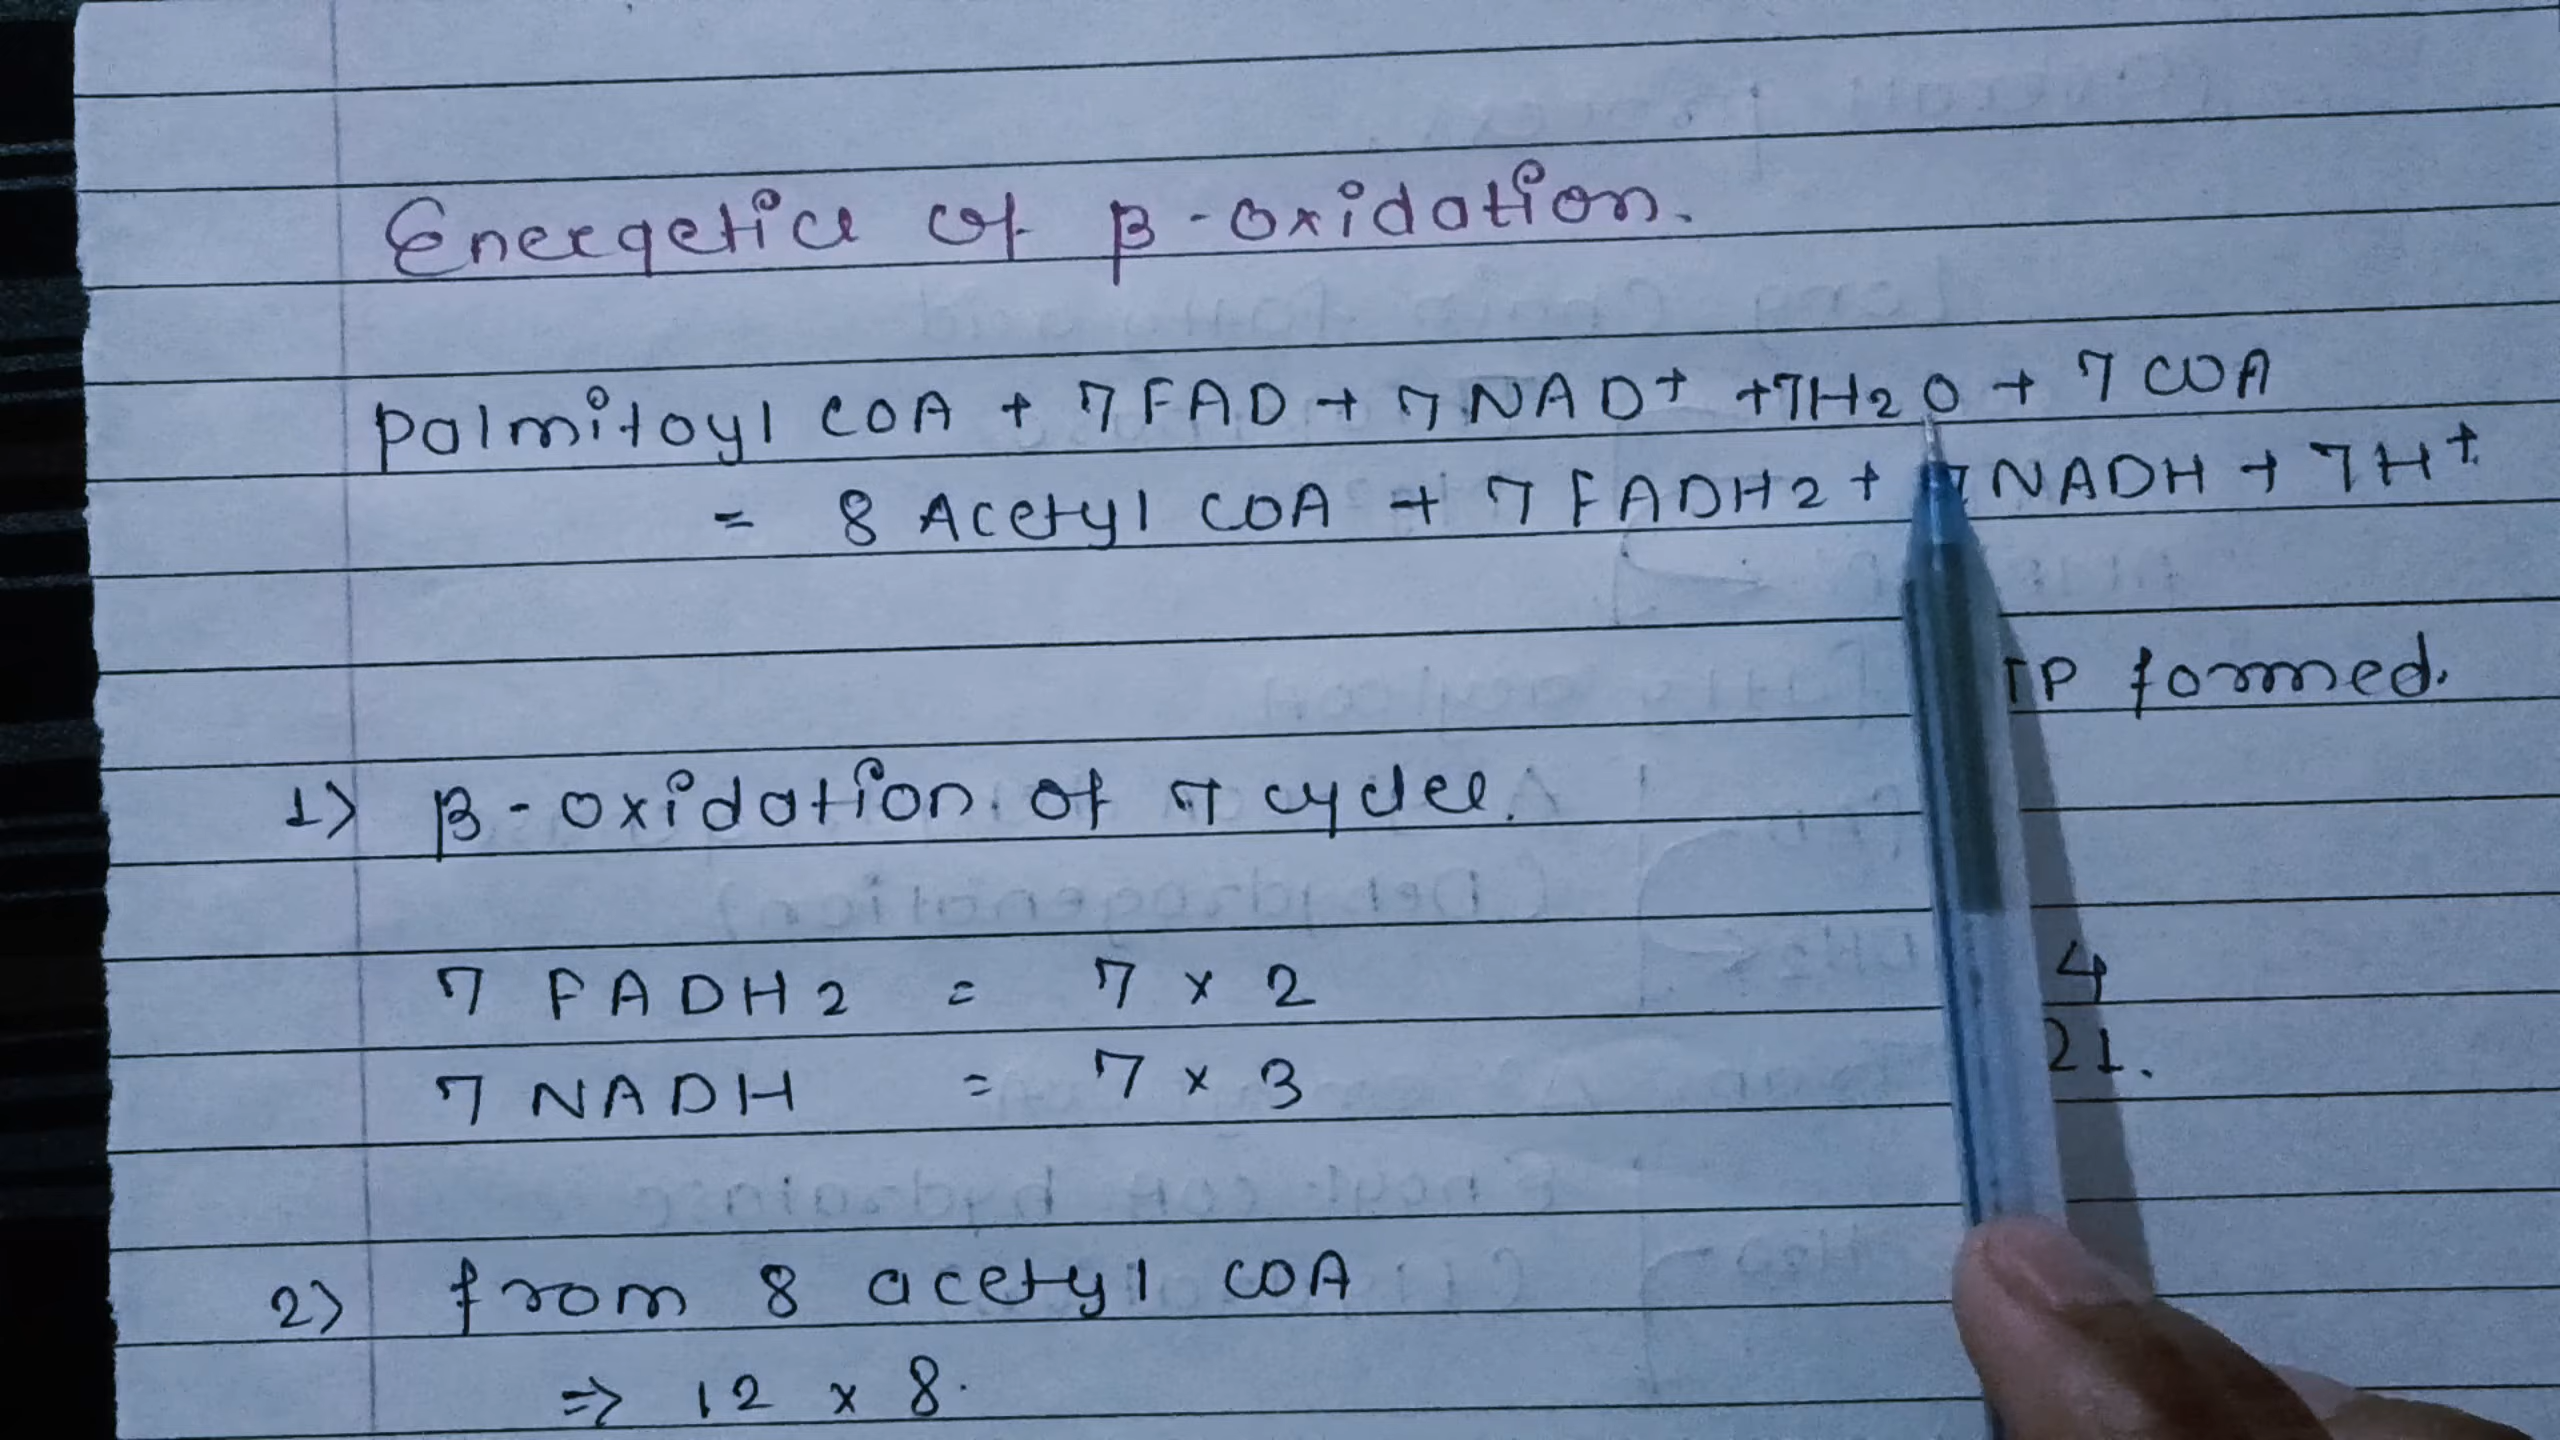 Energetics of β-oxidation.
palmitoyl COA + 7 FAD + 7 NAD+ +7H2O + 7 COA
= 8 Acetyl COA + 7 FADH2 + 7 NADH + 7H+
TP formed.
1) β-oxidation of 7 cycles.
7 FADH2 = 7 x 2 4
7 NADH = 7 x 3 21.
2) from 8 acetyl COA
⇒ 12 x 8.